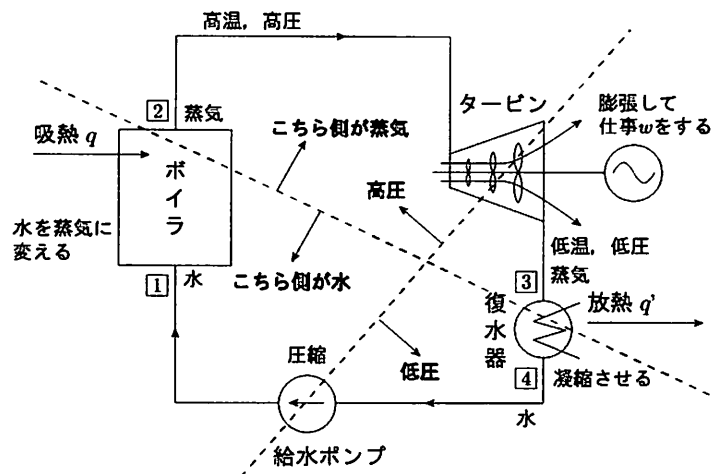 高温，高圧
2 蒸気
吸熱 q
ボイラ
水を蒸気に
変える
1 水
こちら側が蒸気
こちら側が水
高圧
低圧
タービン
膨張して
仕事wをする
低温，低圧
3 蒸気
復水器
放熱 q'
4 凝縮させる
水
圧縮
給水ポンプ